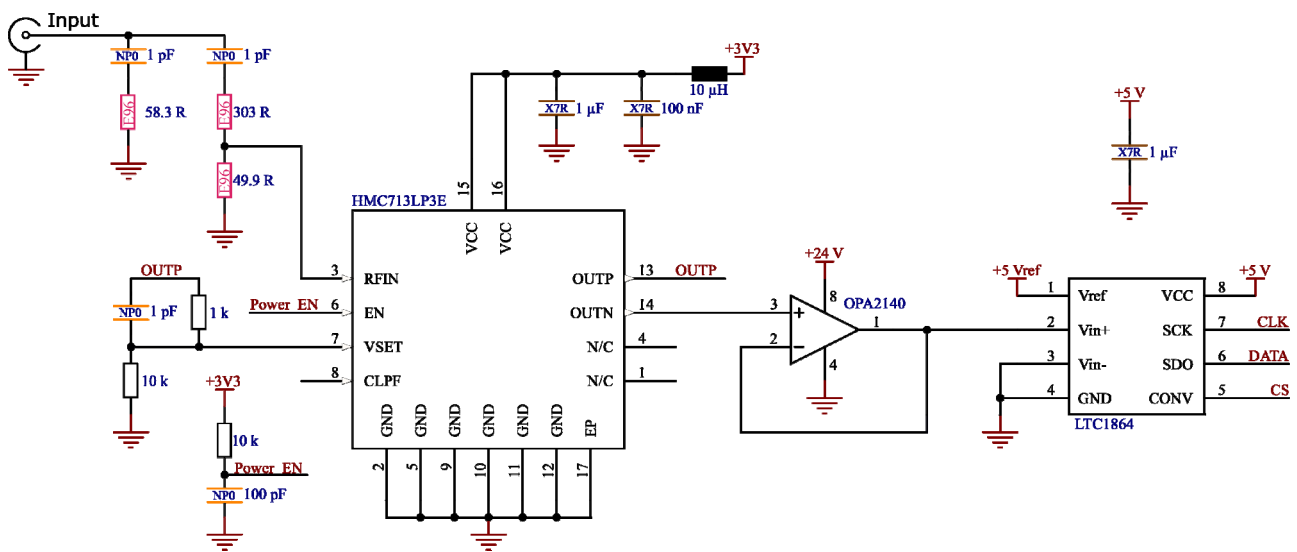 Input
NP0 1 pF
NP0 1 pF
+3V3
10 µH
X7R 1 µF
X7R 100 nF
+5 V
X7R 1 µF
E96 58.3 R
E96 303 R
E96 49.9 R
HMC713LP3E
15 16
VCC VCC
3 RFIN
6 EN
7 VSET
8 CLPF
OUTP 13 OUTP
OUTN 14
N/C 4
N/C 1
GND GND GND GND GND GND EP
2 5 9 10 11 12 17
OUTP
NP0 1 pF
1 k
10 k
Power_EN
+3V3
10 k
Power_EN
NP0 100 pF
+24 V
8 OPA2140
3 +
2 -
1
4
+5 Vref
+5 V
1 Vref VCC 8
2 Vin+ SCK 7 CLK
3 Vin- SDO 6 DATA
4 GND CONV 5 CS
LTC1864